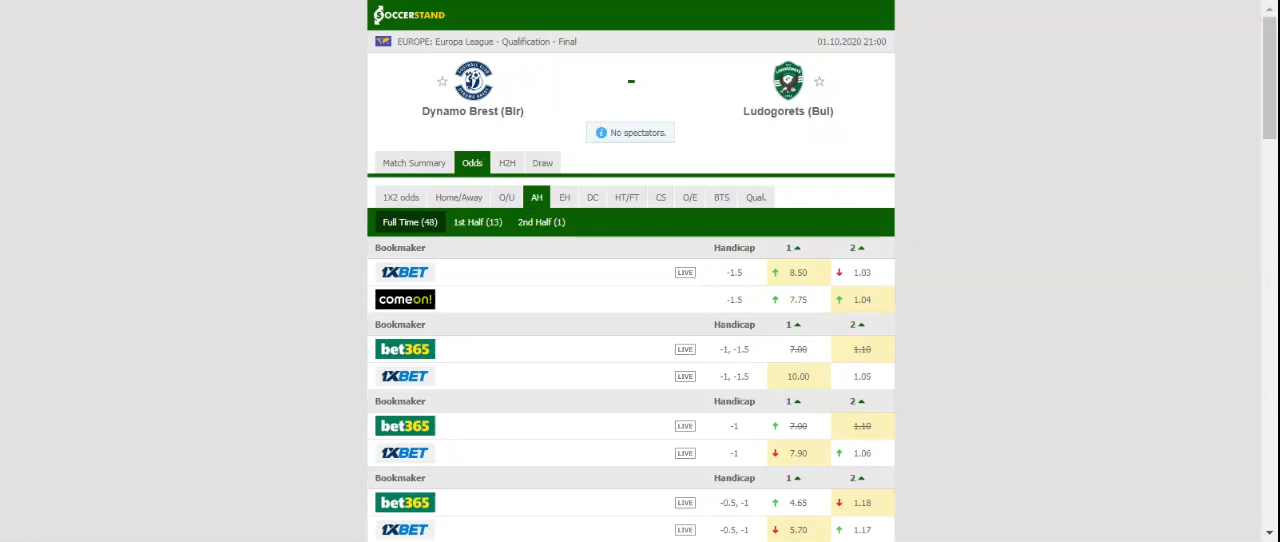 SOCCERSTAND
EUROPE: Europa League - Qualification - Final 01.10.2020 21:00
Dynamo Brest (Blr) - Ludogorets (Bul)
No spectators.
Match Summary Odds H2H Draw
1X2 odds Home/Away O/U AH EH DC HT/FT CS O/E BTS Qual.
Full Time (48) 1st Half (13) 2nd Half (1)
Bookmaker Handicap 1 2
1XBET LIVE -1.5 8.50 1.03
comeon! -1.5 7.75 1.04
Bookmaker Handicap 1 2
bet365 LIVE -1, -1.5 7.00 1.10
1XBET LIVE -1, -1.5 10.00 1.05
Bookmaker Handicap 1 2
bet365 LIVE -1 7.00 1.10
1XBET LIVE -1 7.90 1.06
Bookmaker Handicap 1 2
bet365 LIVE -0.5, -1 4.65 1.18
1XBET LIVE -0.5, -1 5.70 1.17